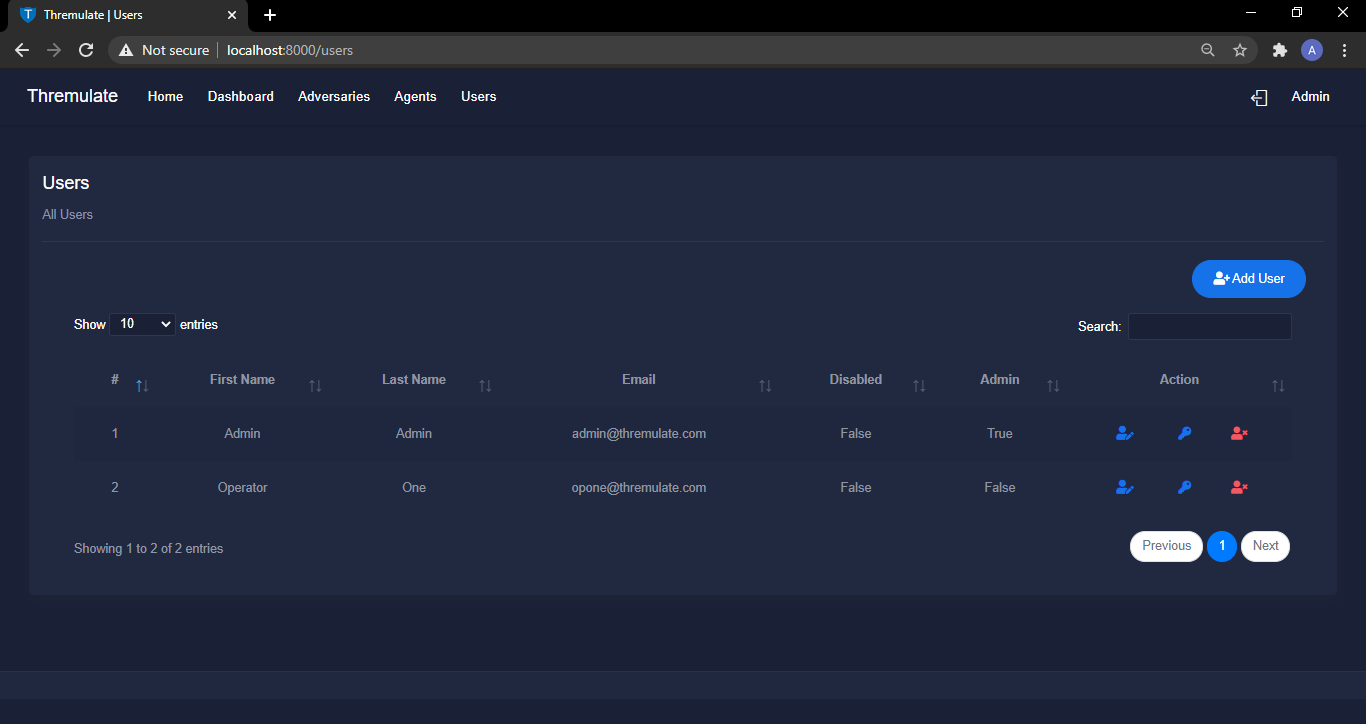 Thremulate | Users
Not secure localhost:8000/users A
Thremulate Home Dashboard Adversaries Agents Users Admin
Users
All Users
Add User
Show 10 entries Search:
# First Name Last Name Email Disabled Admin Action
1 Admin Admin admin@thremulate.com False True
2 Operator One opone@thremulate.com False False
Showing 1 to 2 of 2 entries Previous 1 Next